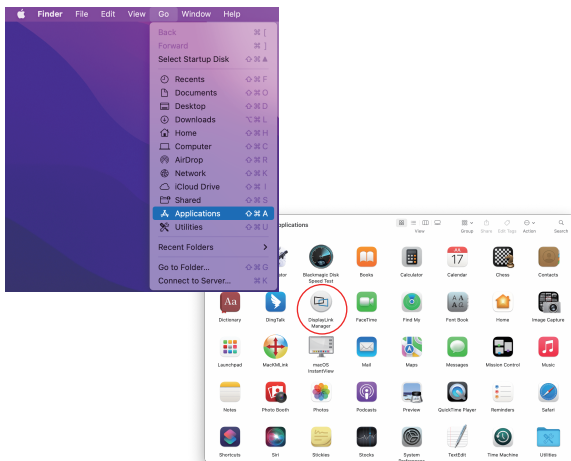 Finder File Edit View Go Window Help
Back ⌘ [
Forward ⌘ ]
Select Startup Disk ⇧⌘▲
Recents ⇧⌘F
Documents ⇧⌘O
Desktop ⇧⌘D
Downloads ⌥⌘L
Home ⇧⌘H
Computer ⇧⌘C
AirDrop ⇧⌘R
Network ⇧⌘K
iCloud Drive ⇧⌘I
Shared ⇧⌘S
Applications ⇧⌘A
Utilities ⇧⌘U
Recent Folders
Go to Folder... ⇧⌘G
Connect to Server... ⌘K
pplications
View Group Share Edit Tags Action Search
Blackmagic Disk
Speed Test
Books
Calculator
JUL
17
Calendar
Chess
Contacts
Aa
Dictionary
DingTalk
DisplayLink
Manager
FaceTime
Find My
Font Book
Home
Image Capture
Launchpad
MacKMLink
macOS
InstantView
Mail
Maps
Messages
Mission Control
Music
Notes
Photo Booth
Photos
Podcasts
Preview
QuickTime Player
Reminders
Safari
Shortcuts
Siri
Stickies
Stocks
System
TextEdit
Time Machine
Utilities